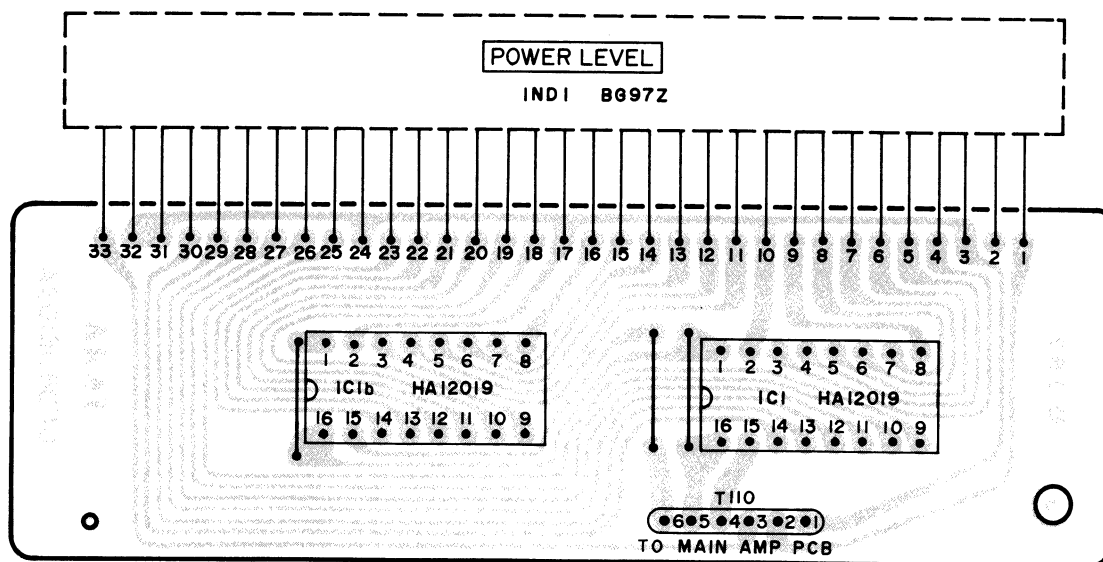 POWER LEVEL
IND1 BG97Z
33 32 31 30 29 28 27 26 25 24 23 22 21 20 19 18 17 16 15 14 13 12 11 10 9 8 7 6 5 4 3 2 1
1 2 3 4 5 6 7 8
IC1b HA12019
16 15 14 13 12 11 10 9
1 2 3 4 5 6 7 8
IC1 HA12019
16 15 14 13 12 11 10 9
T110
6 5 4 3 2 1
TO MAIN AMP PCB